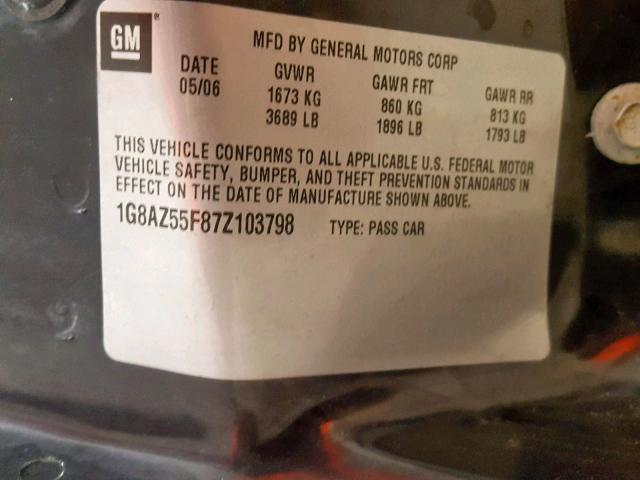 GM ®
MFD BY GENERAL MOTORS CORP
DATE GVWR GAWR FRT GAWR RR
05/06 1673 KG 860 KG 813 KG
3689 LB 1896 LB 1793 LB
THIS VEHICLE CONFORMS TO ALL APPLICABLE U.S. FEDERAL MOTOR
VEHICLE SAFETY, BUMPER, AND THEFT PREVENTION STANDARDS IN
EFFECT ON THE DATE OF MANUFACTURE SHOWN ABOVE.
1G8AZ55F87Z103798 TYPE: PASS CAR